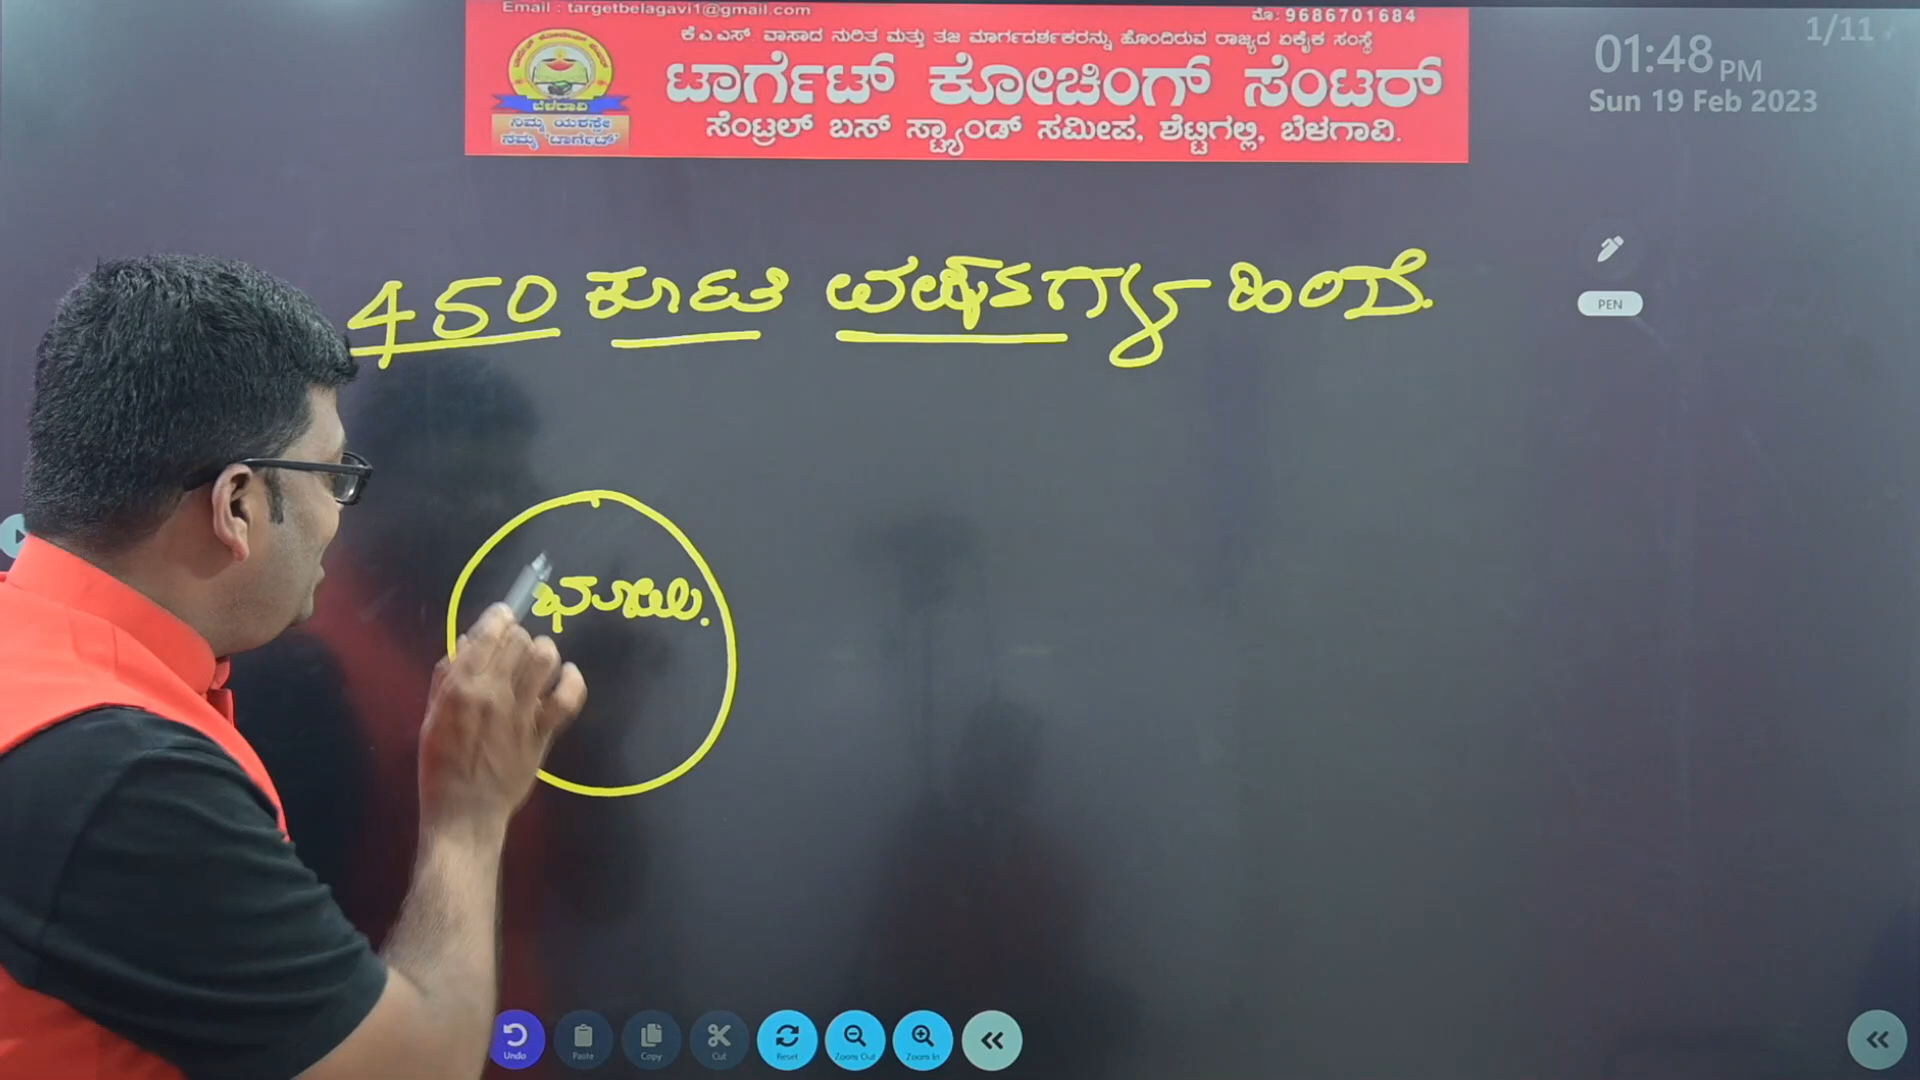 Email : targetbelagavi1@gmail.com
ಮೊ: 9686701684
ಕೆ.ಎ.ಎಸ್. ಪಾಸಾದ ನುರಿತ ಮತ್ತು ತಜ್ಞ ಮಾರ್ಗದರ್ಶಕರನ್ನು ಹೊಂದಿರುವ ರಾಜ್ಯದ ಏಕೈಕ ಸಂಸ್ಥೆ
ಟಾರ್ಗೆಟ್ ಕೋಚಿಂಗ್ ಸೆಂಟರ್
ಸೆಂಟ್ರಲ್ ಬಸ್ ಸ್ಟ್ಯಾಂಡ್ ಸಮೀಪ, ಶೆಟ್ಟಿಗಲ್ಲಿ, ಬೆಳಗಾವಿ.
ಬೆಳಗಾವಿ
ನಿಮ್ಮ ಯಶಸ್ಸೇ
ನಮ್ಮ 'ಟಾರ್ಗೆಟ್'
1/11
01:48 PM
Sun 19 Feb 2023
PEN
450 ಕೋಟಿ ವರ್ಷಗಳ ಹಿಂದೆ.
ಭೂಮಿ.
Undo
Paste
Copy
Cut
Reset
Zoom Out
Zoom In